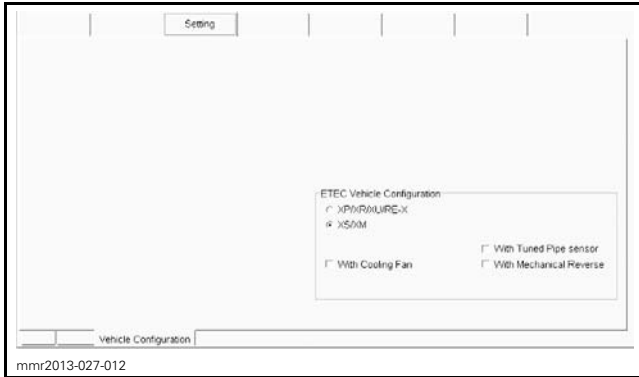 Setting
ETEC Vehicle Configuration
XP/XR/XU/RE-X
XS/XM
With Tuned Pipe sensor
With Cooling Fan
With Mechanical Reverse
Vehicle Configuration
mmr2013-027-012